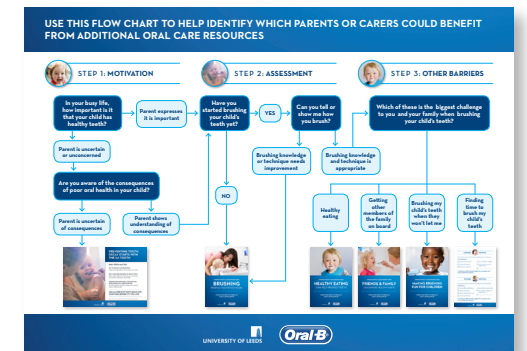 USE THIS FLOW CHART TO HELP IDENTIFY WHICH PARENTS OR CARERS COULD BENEFIT
FROM ADDITIONAL ORAL CARE RESOURCES
STEP 1: MOTIVATION
STEP 2: ASSESSMENT
STEP 3: OTHER BARRIERS
In your busy life,
how important is it
that your child has
healthy teeth?
Parent expresses
it is important
Have you
started brushing
your child's
teeth yet?
YES
Can you tell or
show me how
you brush?
Which of these is the biggest challenge
to you and your family when brushing
your child's teeth?
Parent is uncertain
or unconcerned
Brushing knowledge
or technique needs
improvement
Brushing knowledge
and technique is
appropriate
Are you aware of the consequences
of poor oral health in your child?
NO
Parent is uncertain
of consequences
Parent shows
understanding of
consequences
Healthy
eating
Getting
other
members of
the family
on board
Brushing my
child's teeth
when they
won't let me
Finding
time to
brush my
child's
teeth
BRUSHING
HEALTHY EATING
FRIENDS & FAMILY
MAKING BRUSHING
FUN FOR CHILDREN
UNIVERSITY OF LEEDS
Oral-B